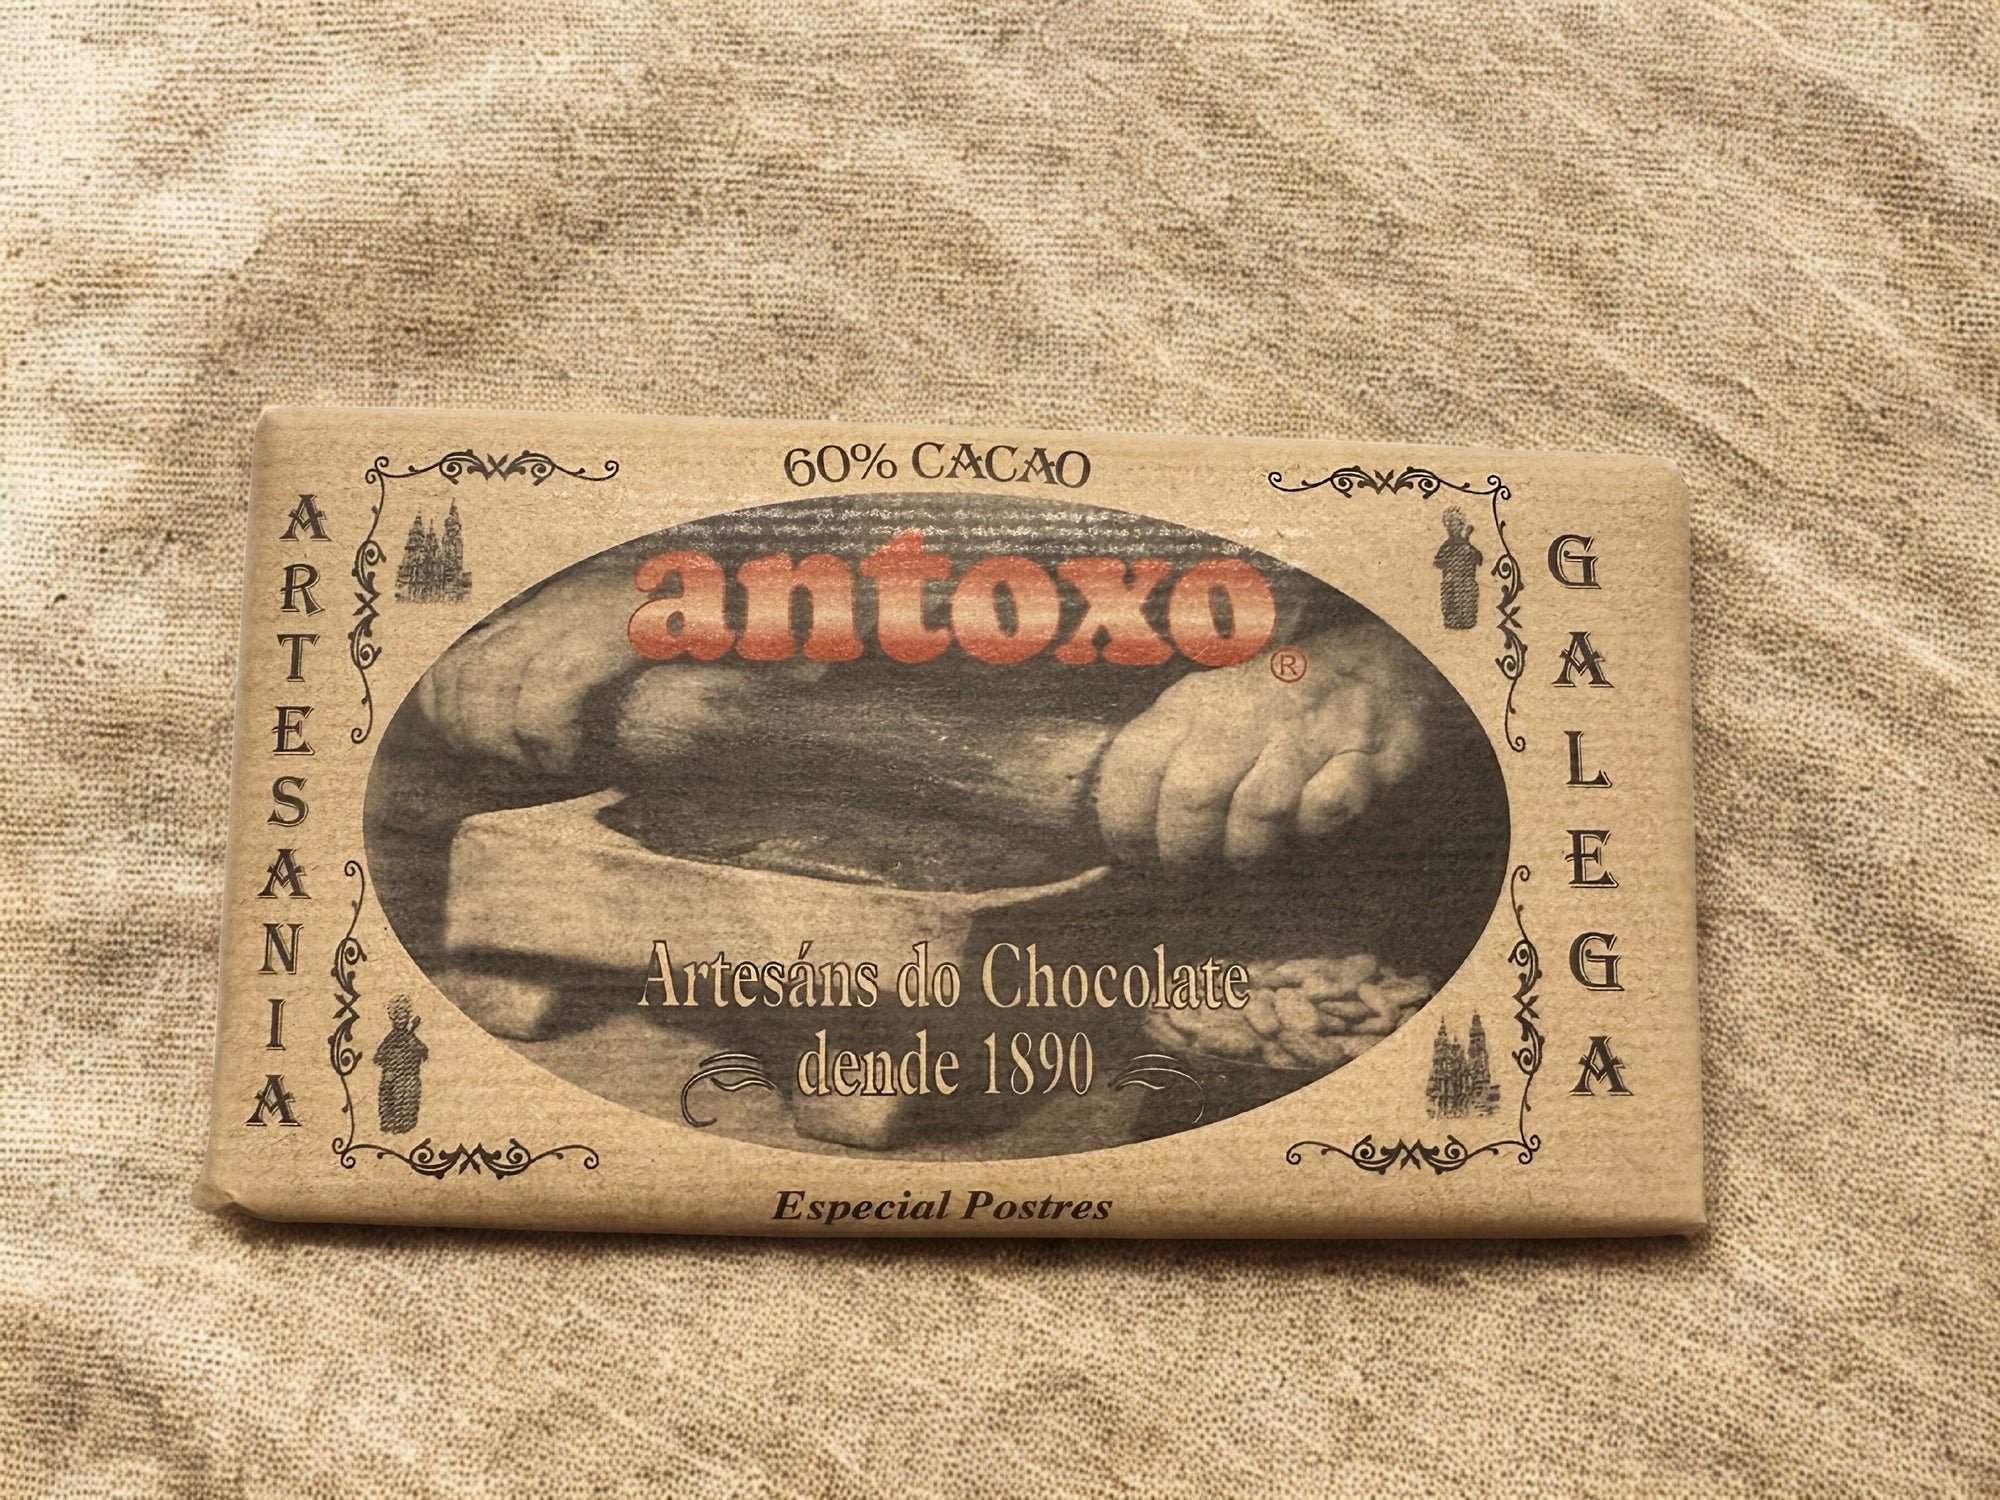 60% CACAO
ARTESANIA
antoxo®
GALEGA
Artesáns do Chocolate
dende 1890
Especial Postres